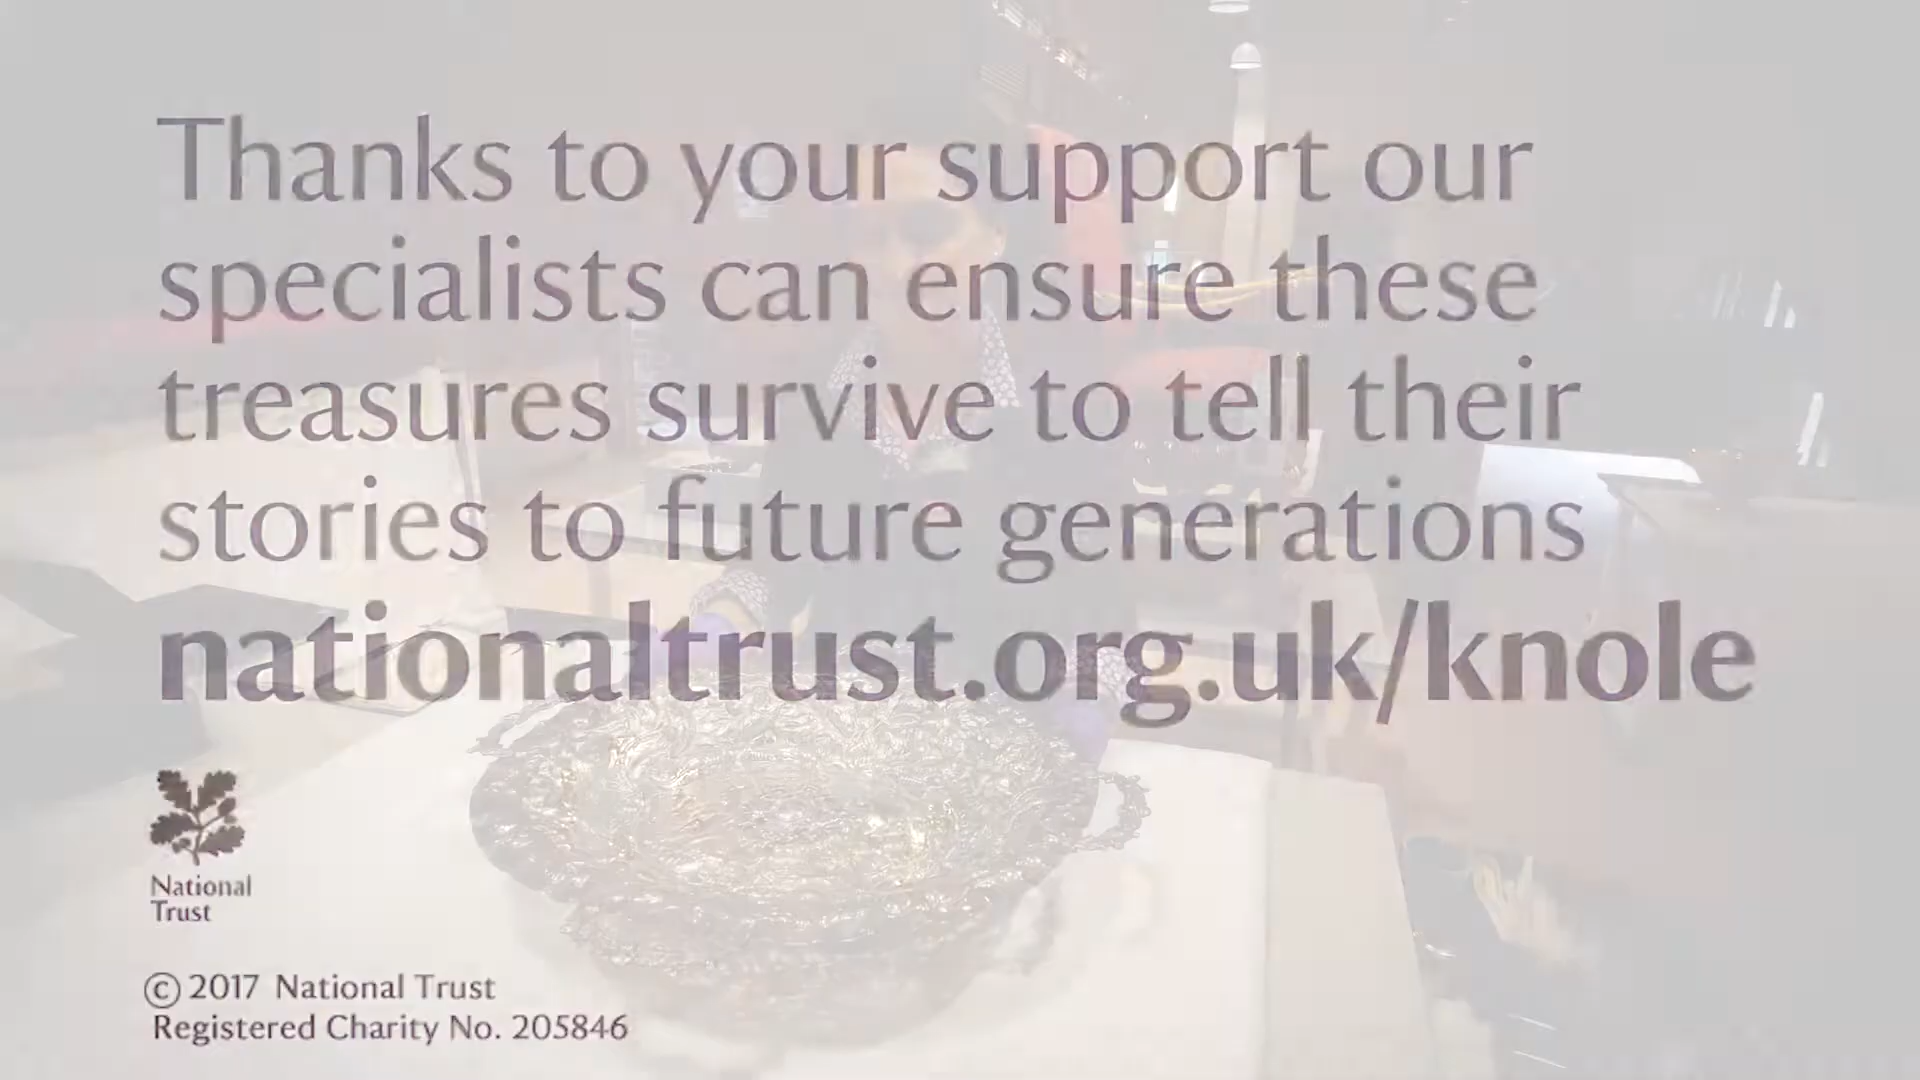 Thanks to your support our
specialists can ensure these
treasures survive to tell their
stories to future generations
nationaltrust.org.uk/knole
National
Trust
© 2017 National Trust
Registered Charity No. 205846